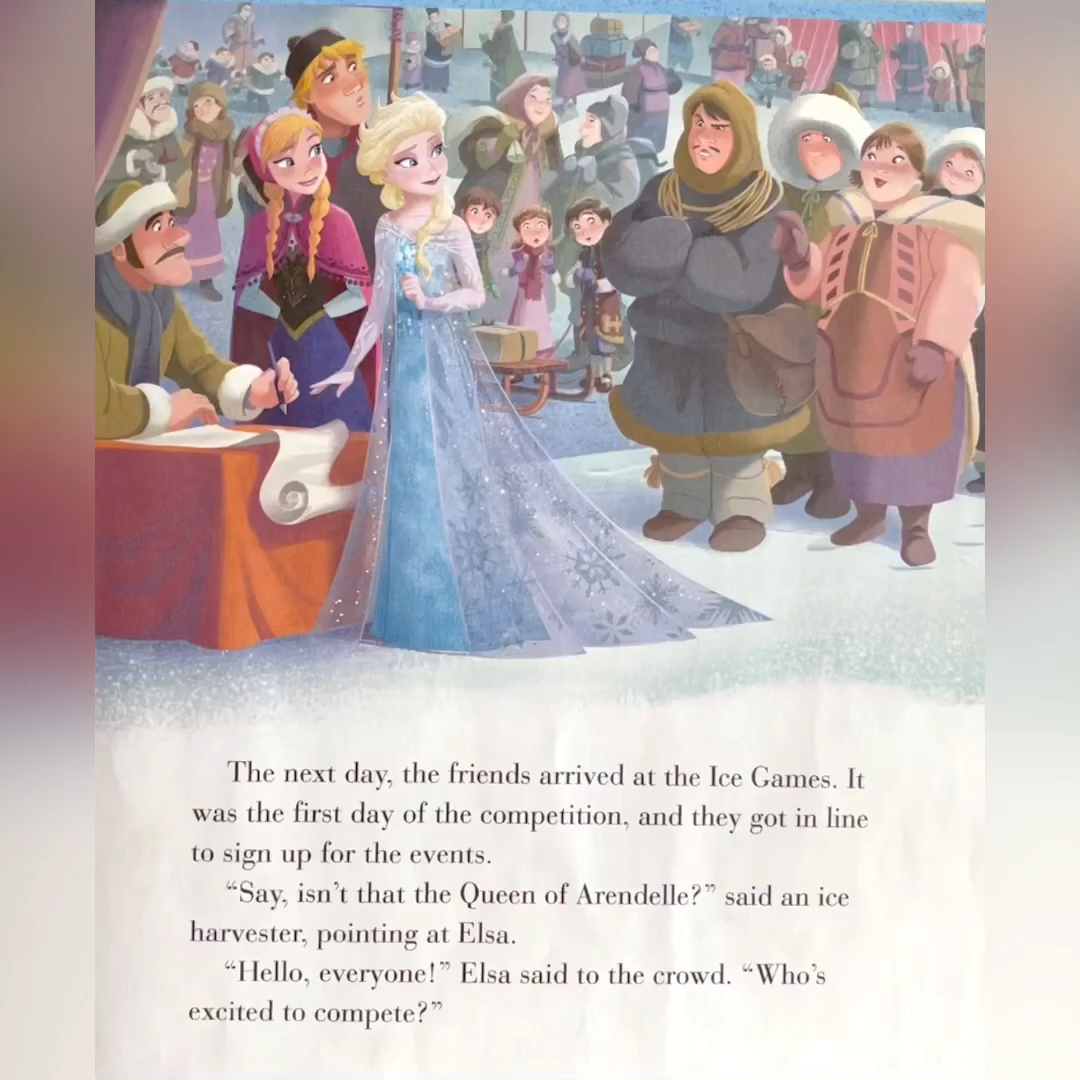 The next day, the friends arrived at the Ice Games. It
was the first day of the competition, and they got in line
to sign up for the events.
“Say, isn’t that the Queen of Arendelle?” said an ice
harvester, pointing at Elsa.
“Hello, everyone!” Elsa said to the crowd. “Who’s
excited to compete?”